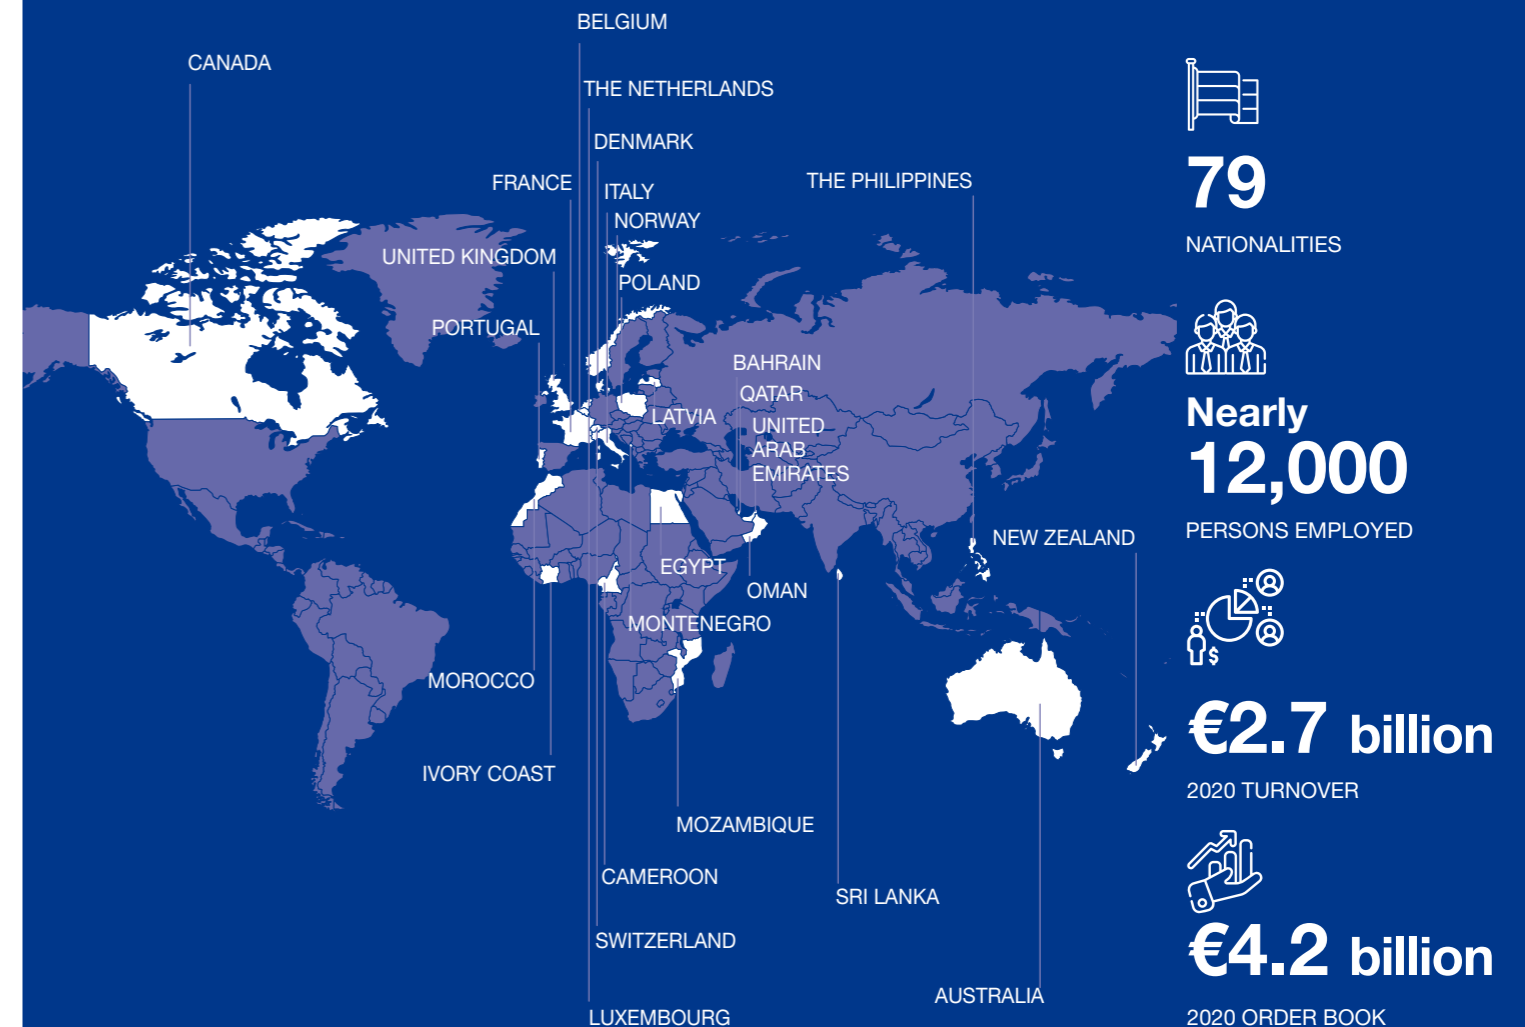 BELGIUM
CANADA
THE NETHERLANDS
DENMARK
FRANCE
ITALY
THE PHILIPPINES
NORWAY
UNITED KINGDOM
POLAND
PORTUGAL
BAHRAIN
QATAR
LATVIA
UNITED
ARAB
EMIRATES
NEW ZEALAND
EGYPT
OMAN
MONTENEGRO
MOROCCO
IVORY COAST
MOZAMBIQUE
CAMEROON
SRI LANKA
SWITZERLAND
AUSTRALIA
LUXEMBOURG
79
NATIONALITIES
Nearly
12,000
PERSONS EMPLOYED
$
€2.7 billion
2020 TURNOVER
€4.2 billion
2020 ORDER BOOK